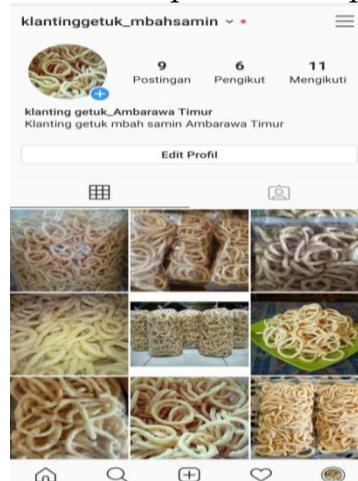 klantinggetuk_mbahsamin
9 6 11
Postingan Pengikut Mengikuti
klanting getuk_Ambarawa Timur
Klanting getuk mbah samin Ambarawa Timur
Edit Profil